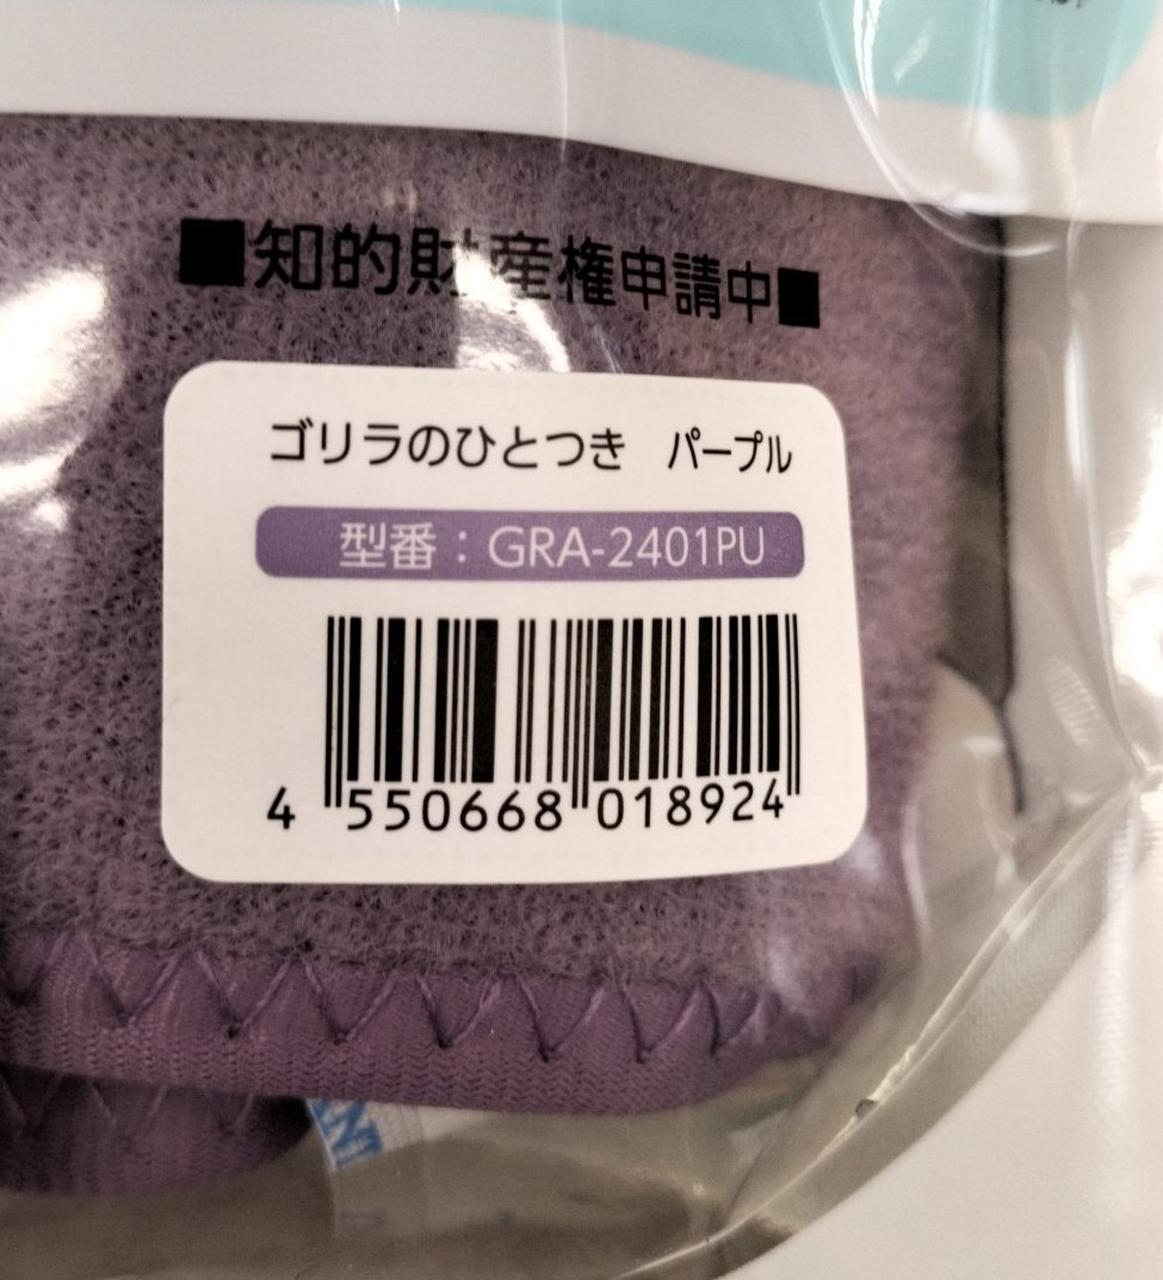 ■知的財産権申請中■
ゴリラのひとつき　パープル
型番：GRA-2401PU
4 550668 018924